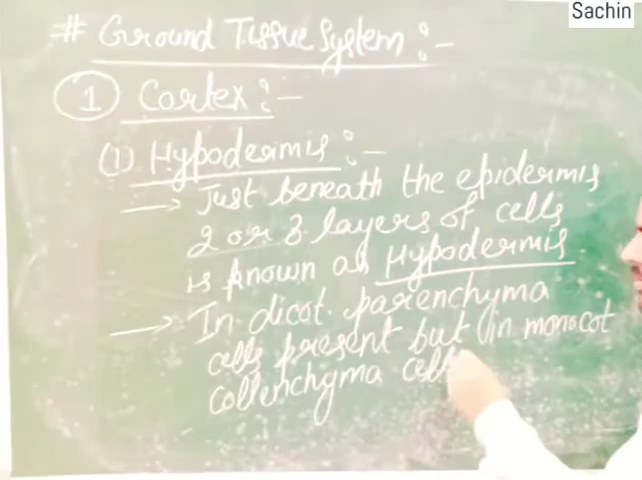 Sachin
# Ground Tissue System :-
① Cortex :-
(1) Hypodermis :-
→ Just beneath the epidermis
2 or 3 layers of cells
is known as Hypodermis
→ In dicot parenchyma
cells present but in monocot
collenchyma cell